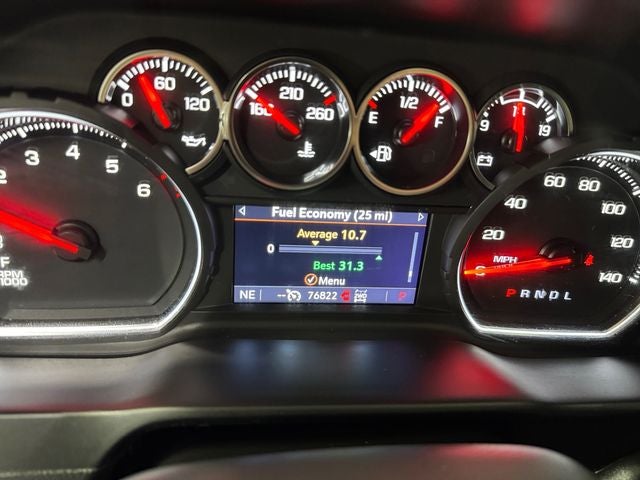 0 60 120
160 210 260
E 1/2 F
9 19
3 4 5 6
RPM
1000
Fuel Economy (25 mi)
Average 10.7
0
Best 31.3
Menu
NE -- 76822 P
20 40 60 80 100 120 140
MPH
P R N D L